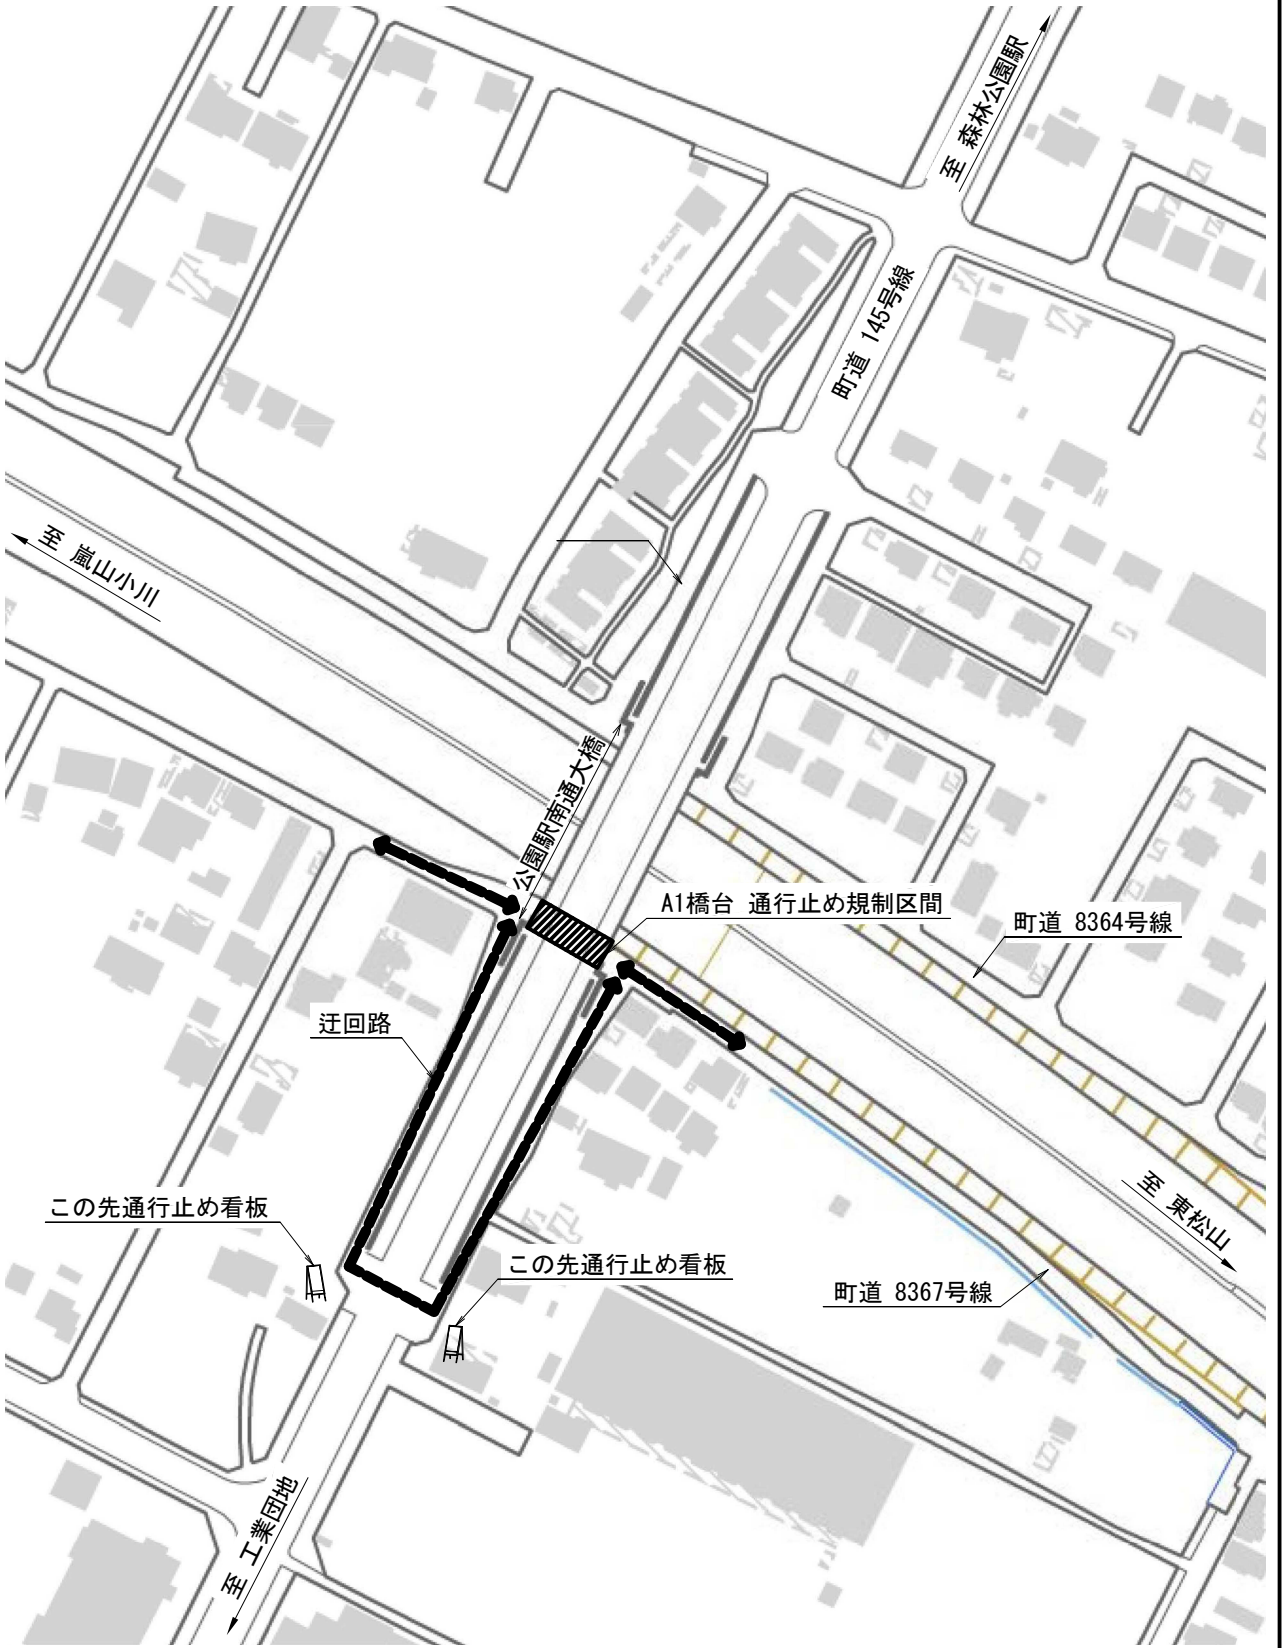 至 森林公園駅
町道 145号線
至 嵐山小川
公園駅南通大橋
A1橋台 通行止め規制区間
町道 8364号線
迂回路
至 東松山
この先通行止め看板
この先通行止め看板
町道 8367号線
至 工業団地